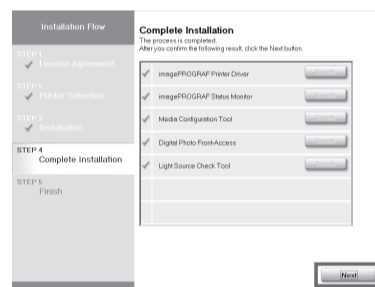 Installation Flow
STEP 1
License Agreement
STEP 2
Printer Selection
STEP 3
Installation
STEP 4
Complete Installation
STEP 5
Finish
Complete Installation
The process is completed.
After you confirm the following result, click the Next button.
imagePROGRAF Printer Driver
imagePROGRAF Status Monitor
Media Configuration Tool
Digital Photo Front-Access
Light Source Check Tool
Next